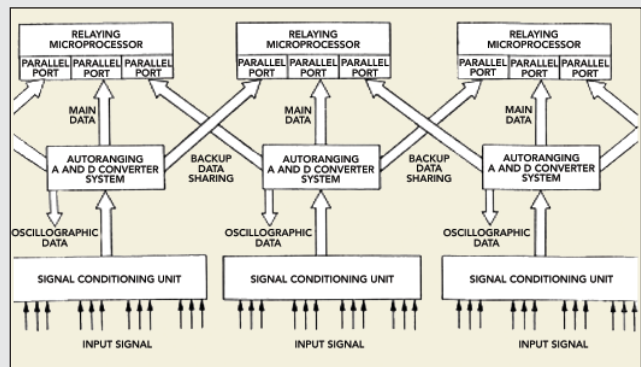 RELAYING
MICROPROCESSOR
PARALLEL
PORT
PARALLEL
PORT
PARALLEL
PORT
RELAYING
MICROPROCESSOR
PARALLEL
PORT
PARALLEL
PORT
PARALLEL
PORT
RELAYING
MICROPROCESSOR
PARALLEL
PORT
PARALLEL
PORT
PARALLEL
PORT
MAIN
DATA
MAIN
DATA
MAIN
DATA
AUTORANGING
A AND D CONVERTER
SYSTEM
BACKUP
DATA
SHARING
AUTORANGING
A AND D CONVERTER
SYSTEM
BACKUP
DATA
SHARING
AUTORANGING
A AND D CONVERTER
SYSTEM
OSCILLOGRAPHIC
DATA
OSCILLOGRAPHIC
DATA
OSCILLOGRAPHIC
DATA
SIGNAL CONDITIONING UNIT
SIGNAL CONDITIONING UNIT
SIGNAL CONDITIONING UNIT
INPUT SIGNAL
INPUT SIGNAL
INPUT SIGNAL